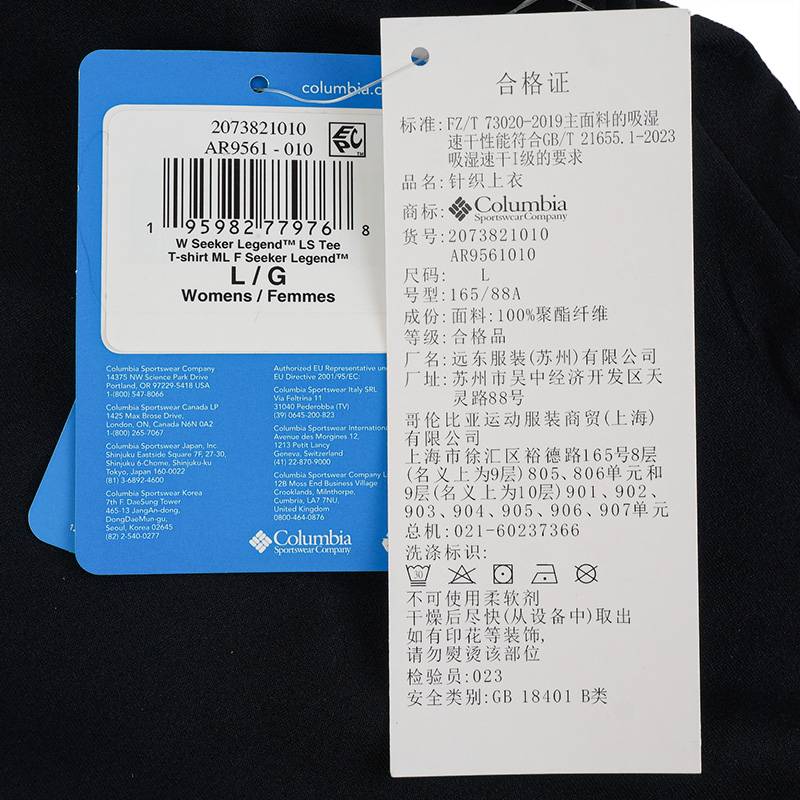 columbia.c
2073821010
AR9561 - 010
EPC
1 95982 77976 8
W Seeker Legend™ LS Tee
T-shirt ML F Seeker Legend™
L / G
Womens / Femmes
Columbia Sportswear Company
14375 NW Science Park Drive
Portland, OR 97229-5418 USA
1-(800) 547-8066
Columbia Sportswear Canada LP
1425 Max Brose Drive,
London, ON, Canada N6N 0A2
1-(800) 265-7067
Columbia Sportswear Japan, Inc.
Shinjuku Eastside Square 7F, 27-30,
Shinjuku 6-Chome, Shinjuku-ku
Tokyo, Japan 160-0022
(81) 3-6892-4600
Columbia Sportswear Korea
7th F. DaeSung Tower
465-13 JangAn-dong,
DongDaeMun-gu,
Seoul, Korea 02645
(82) 2-540-0277
Authorized EU Representative un
EU Directive 2001/95/EC:
Columbia Sportswear Italy SRL
Via Feltrina 11
31040 Pederobba (TV)
(39) 0645-200-823
Columbia Sportswear Internationa
Avenue des Morgines 12,
1213 Petit Lancy
Geneva, Switzerland
(41) 22-870-9000
Columbia Sportswear Company L
12B Moss End Business Village
Crooklands, Milnthorpe,
Cumbria, LA7 7NU,
United Kingdom
0800-464-0876
Columbia
Sportswear Company
合格证
标准: FZ/T 73020-2019主面料的吸湿
速干性能符合GB/T 21655.1-2023
吸湿速干I级的要求
品名: 针织上衣
商标: Columbia
Sportswear Company
货号: 2073821010
AR9561010
尺码: L
号型: 165/88A
成份: 面料: 100%聚酯纤维
等级: 合格品
厂名: 远东服装(苏州)有限公司
厂址: 苏州市吴中经济开发区天
灵路88号
哥伦比亚运动服装商贸(上海)
有限公司
上海市徐汇区裕德路165号8层
(名义上为9层)805、806单元和
9层(名义上为10层)901、902、
903、904、905、906、907单元
总机: 021-60237366
洗涤标识:
30
不可使用柔软剂
干燥后尽快(从设备中)取出
如有印花等装饰,
请勿熨烫该部位
检验员: 023
安全类别: GB 18401 B类